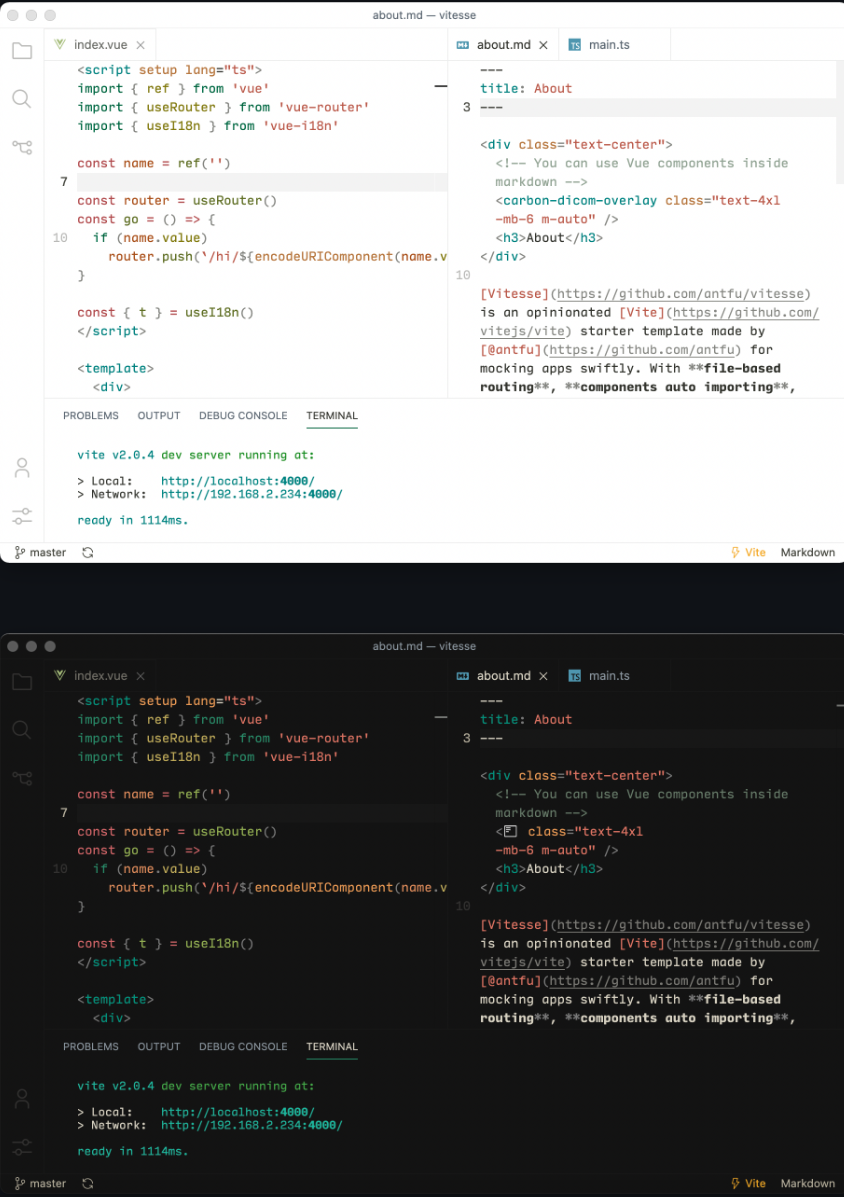 about.md — vitesse
index.vue
<script setup lang="ts">
import { ref } from 'vue'
import { useRouter } from 'vue-router'
import { useI18n } from 'vue-i18n'
const name = ref('')
7
const router = useRouter()
const go = () => {
10 if (name.value)
router.push(`/hi/${encodeURIComponent(name.v
}
const { t } = useI18n()
</script>
<template>
<div>
about.md main.ts
---
title: About
3 ---
<div class="text-center">
<!-- You can use Vue components inside
markdown -->
<carbon-dicom-overlay class="text-4xl
-mb-6 m-auto" />
<h3>About</h3>
</div>
10
[Vitesse](https://github.com/antfu/vitesse)
is an opinionated [Vite](https://github.com/
vitejs/vite) starter template made by
[@antfu](https://github.com/antfu) for
mocking apps swiftly. With **file-based
routing**, **components auto importing**,
PROBLEMS OUTPUT DEBUG CONSOLE TERMINAL
vite v2.0.4 dev server running at:
> Local: http://localhost:4000/
> Network: http://192.168.2.234:4000/
ready in 1114ms.
master Vite Markdown
about.md — vitesse
index.vue
<script setup lang="ts">
import { ref } from 'vue'
import { useRouter } from 'vue-router'
import { useI18n } from 'vue-i18n'
const name = ref('')
7
const router = useRouter()
const go = () => {
10 if (name.value)
router.push(`/hi/${encodeURIComponent(name.v
}
const { t } = useI18n()
</script>
<template>
<div>
about.md main.ts
---
title: About
3 ---
<div class="text-center">
<!-- You can use Vue components inside
markdown -->
< class="text-4xl
-mb-6 m-auto" />
<h3>About</h3>
</div>
10
[Vitesse](https://github.com/antfu/vitesse)
is an opinionated [Vite](https://github.com/
vitejs/vite) starter template made by
[@antfu](https://github.com/antfu) for
mocking apps swiftly. With **file-based
routing**, **components auto importing**,
PROBLEMS OUTPUT DEBUG CONSOLE TERMINAL
vite v2.0.4 dev server running at:
> Local: http://localhost:4000/
> Network: http://192.168.2.234:4000/
ready in 1114ms.
master Vite Markdown